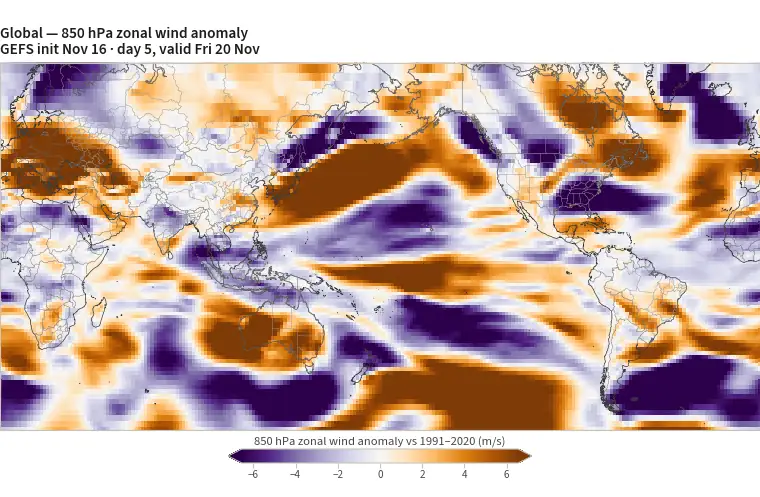 Global — 850 hPa zonal wind anomaly
GEFS init Nov 16 · day 5, valid Fri 20 Nov
850 hPa zonal wind anomaly vs 1991–2020 (m/s)
−6 −4 −2 0 2 4 6